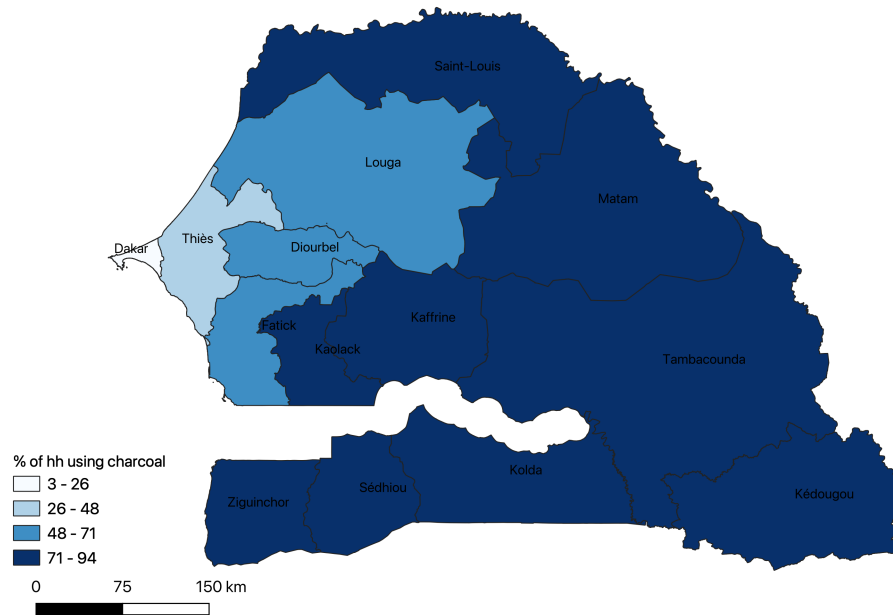 Saint-Louis
Louga
Matam
Thiès
Dakar
Diourbel
Fatick
Kaffrine
Kaolack
Tambacounda
Kolda
Sédhiou
Ziguinchor
Kédougou
% of hh using charcoal
3 - 26
26 - 48
48 - 71
71 - 94
0 75 150 km